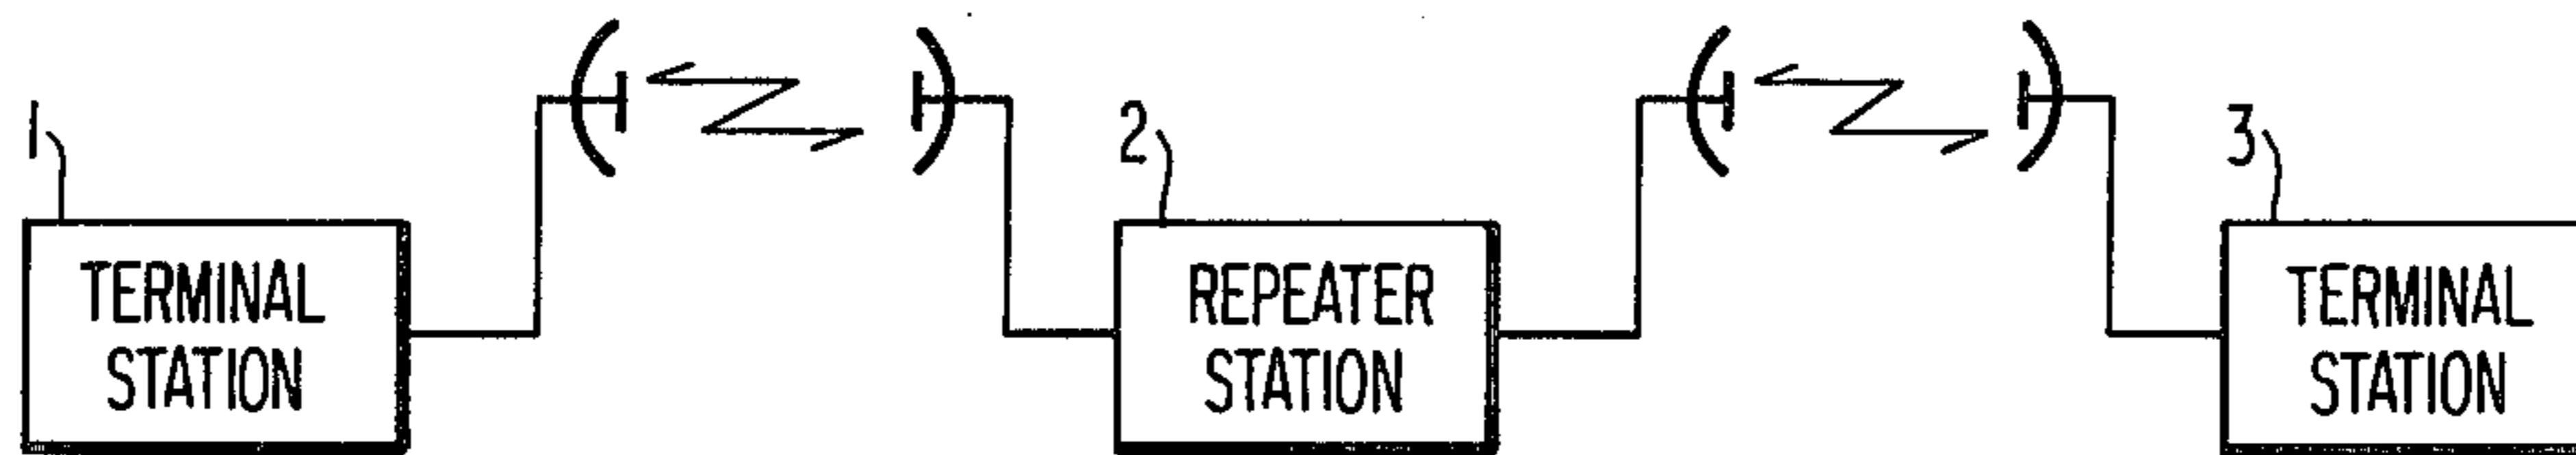 1
2
3
TERMINAL
STATION
REPEATER
STATION
TERMINAL
STATION